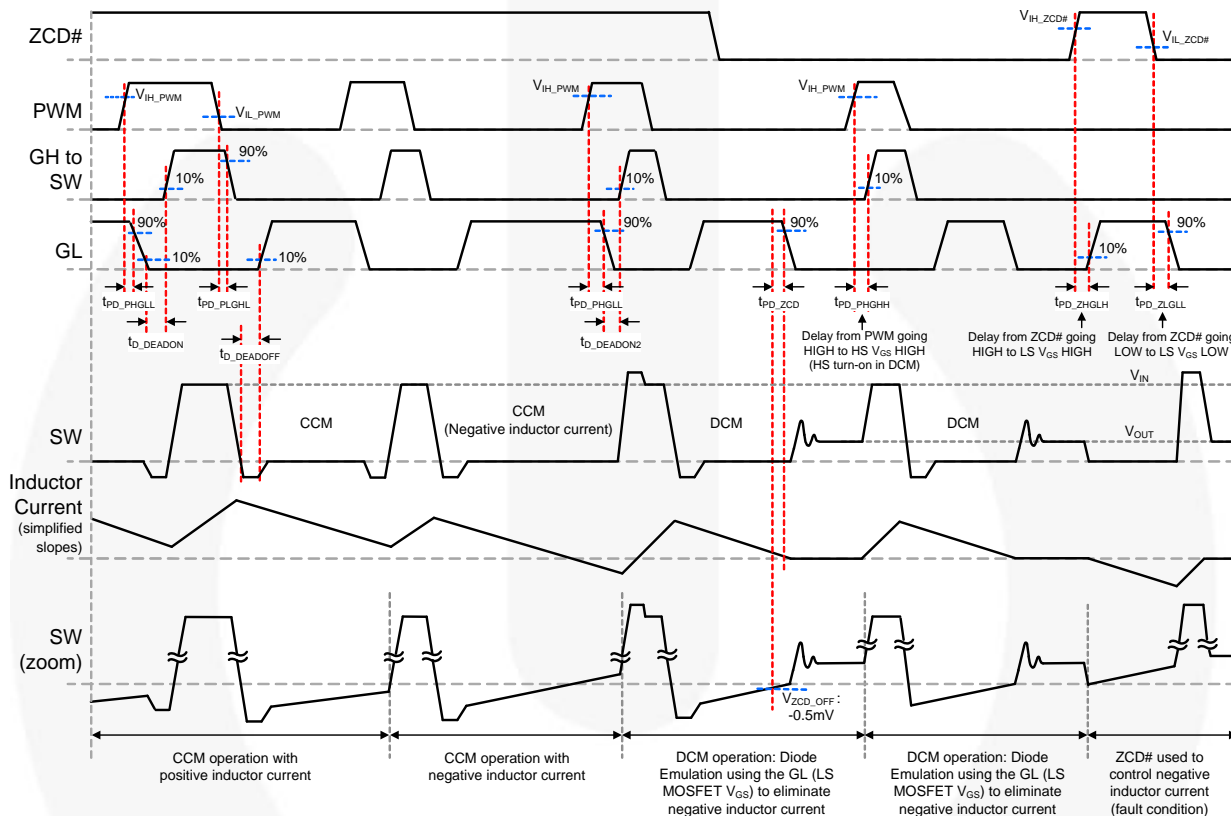 ZCD#
V_IH_ZCD#
V_IL_ZCD#
PWM
V_IH_PWM
V_IL_PWM
V_IH_PWM
V_IH_PWM
GH to
SW
90%
10%
10%
10%
GL
90%
10%
10%
90%
90%
10%
90%
t_PD_PHGLL
t_PD_PLGHL
t_PD_PHGLL
t_PD_ZCD
t_PD_PHGHH
t_PD_ZHGLH
t_PD_ZLGLL
t_D_DEADON
t_D_DEADOFF
t_D_DEADON2
Delay from PWM going
HIGH to HS V_GS HIGH
(HS turn-on in DCM)
Delay from ZCD# going
HIGH to LS V_GS HIGH
Delay from ZCD# going
LOW to LS V_GS LOW
V_IN
SW
CCM
CCM
(Negative inductor current)
DCM
DCM
V_OUT
Inductor
Current
(simplified
slopes)
SW
(zoom)
V_ZCD_OFF :
-0.5mV
CCM operation with
positive inductor current
CCM operation with
negative inductor current
DCM operation: Diode
Emulation using the GL (LS
MOSFET V_GS) to eliminate
negative inductor current
DCM operation: Diode
Emulation using the GL (LS
MOSFET V_GS) to eliminate
negative inductor current
ZCD# used to
control negative
inductor current
(fault condition)